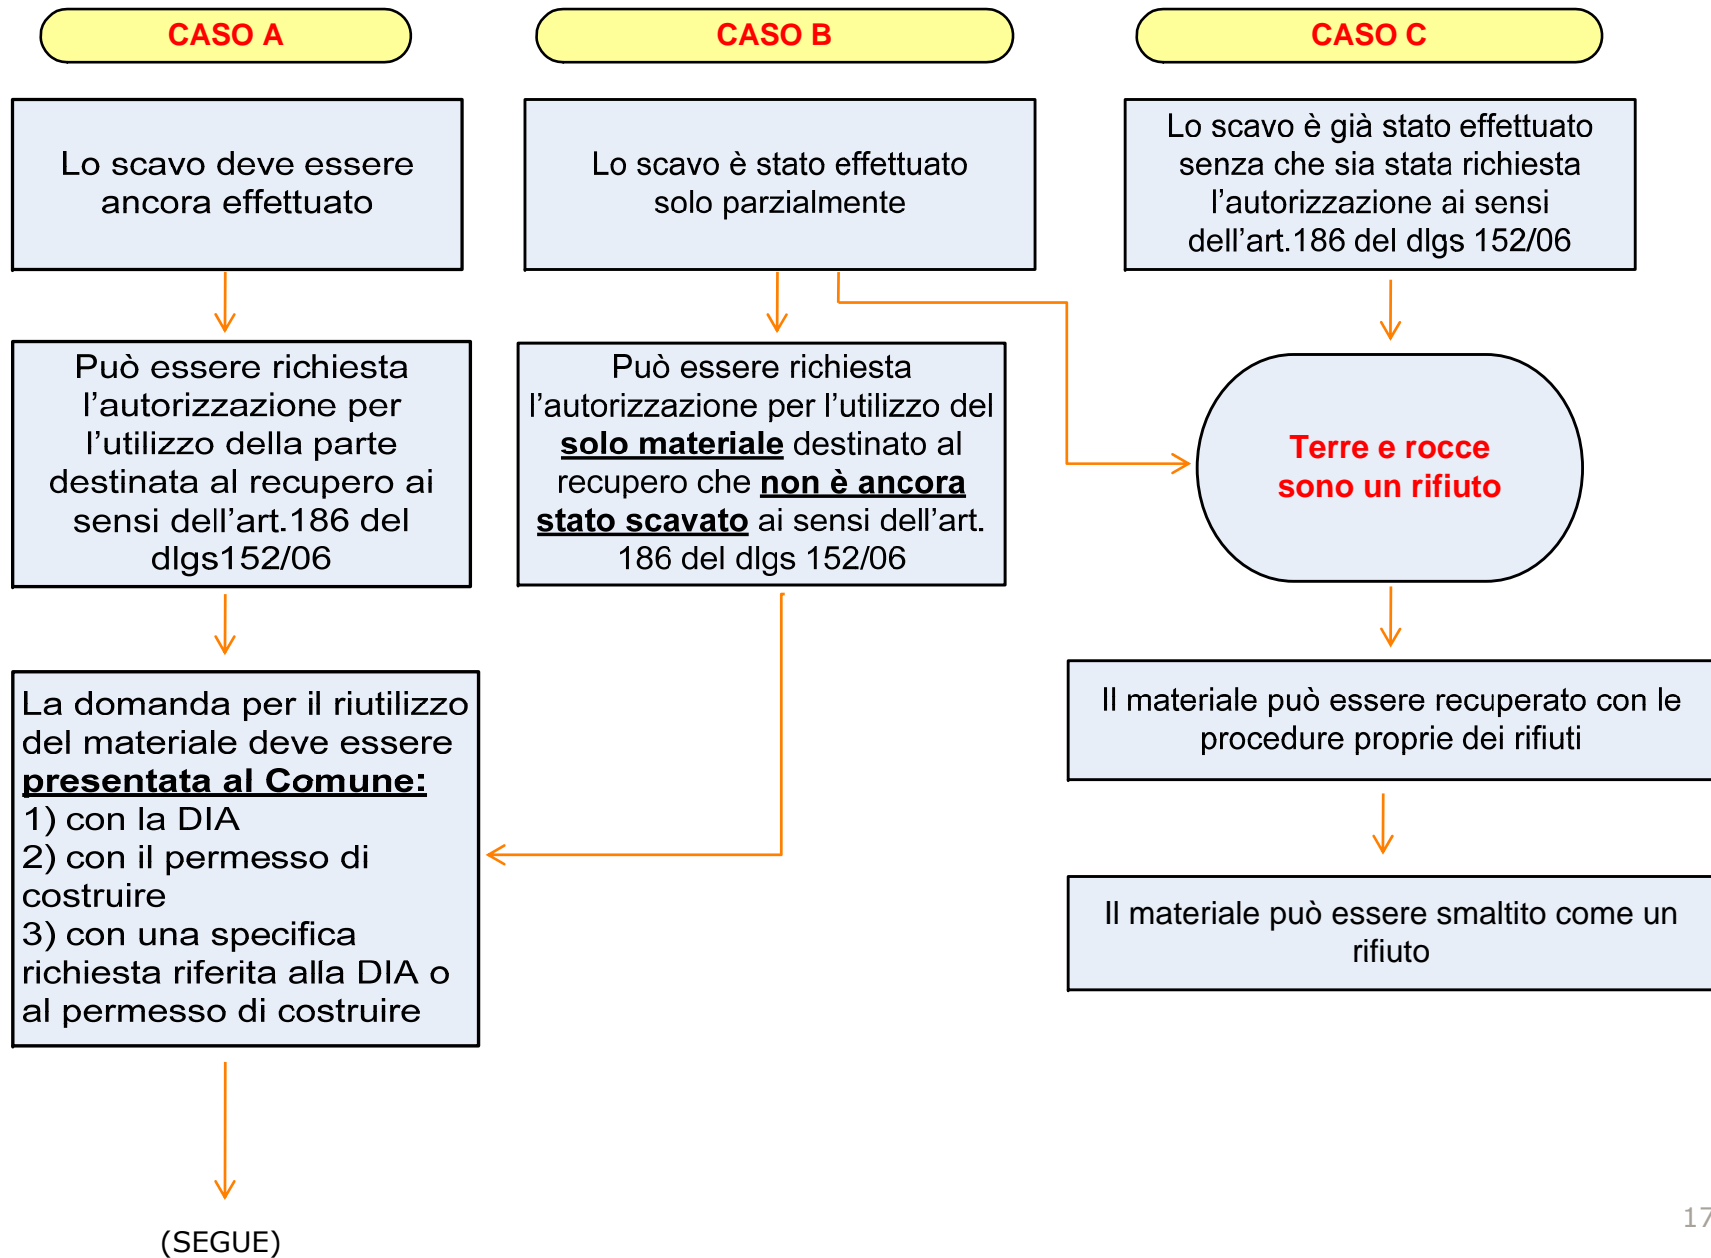 CASO A
Lo scavo deve essere
ancora effettuato
Può essere richiesta
l’autorizzazione per
l’utilizzo della parte
destinata al recupero ai
sensi dell’art.186 del
dlgs152/06
La domanda per il riutilizzo
del materiale deve essere
presentata al Comune:
1) con la DIA
2) con il permesso di
costruire
3) con una specifica
richiesta riferita alla DIA o
al permesso di costruire
(SEGUE)
CASO B
Lo scavo è stato effettuato
solo parzialmente
Può essere richiesta
l’autorizzazione per l’utilizzo del
solo materiale destinato al
recupero che non è ancora
stato scavato ai sensi dell’art.
186 del dlgs 152/06
CASO C
Lo scavo è già stato effettuato
senza che sia stata richiesta
l’autorizzazione ai sensi
dell’art.186 del dlgs 152/06
Terre e rocce
sono un rifiuto
Il materiale può essere recuperato con le
procedure proprie dei rifiuti
Il materiale può essere smaltito come un
rifiuto
17